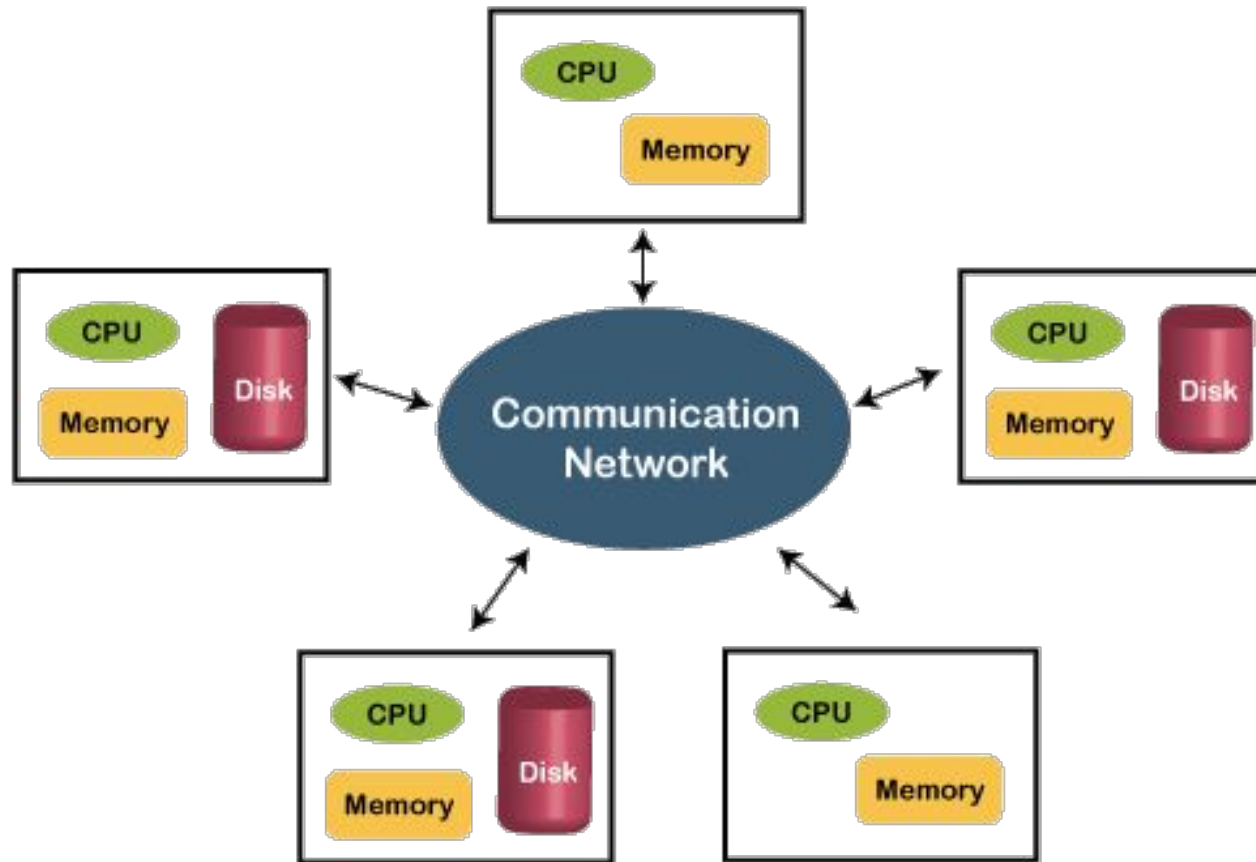 CPU
Memory
CPU
Memory
Disk
CPU
Memory
Disk
Communication
Network
CPU
Memory
Disk
CPU
Memory